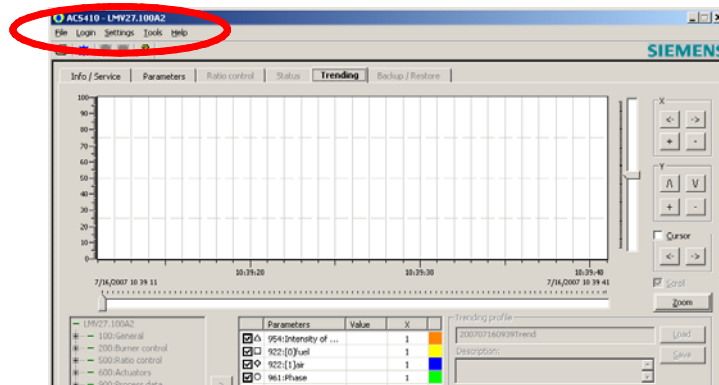 ACS410 - LMV27.100A2
File Login Settings Tools Help
SIEMENS
Info / Service Parameters Ratio control Status Trending Backup / Restore
100
90
80
70
60
50
40
30
20
10
0
10:39:20 10:39:30 10:39:40
7/16/2007 10 39 11 7/16/2007 10 39 41
X
<- ->
+ -
Y
/\ \/
+ -
Cursor
<- ->
Scroll
Zoom
LMV27.100A2
100:General
200:Burner control
500:Ratio control
600:Actuators
900:Process data
Parameters Value X
954:Intensity of ... 1
922:[0]fuel 1
922:[1]air 1
961:Phase 1
Trending profile
200707160939Trend
Load
Description:
Save